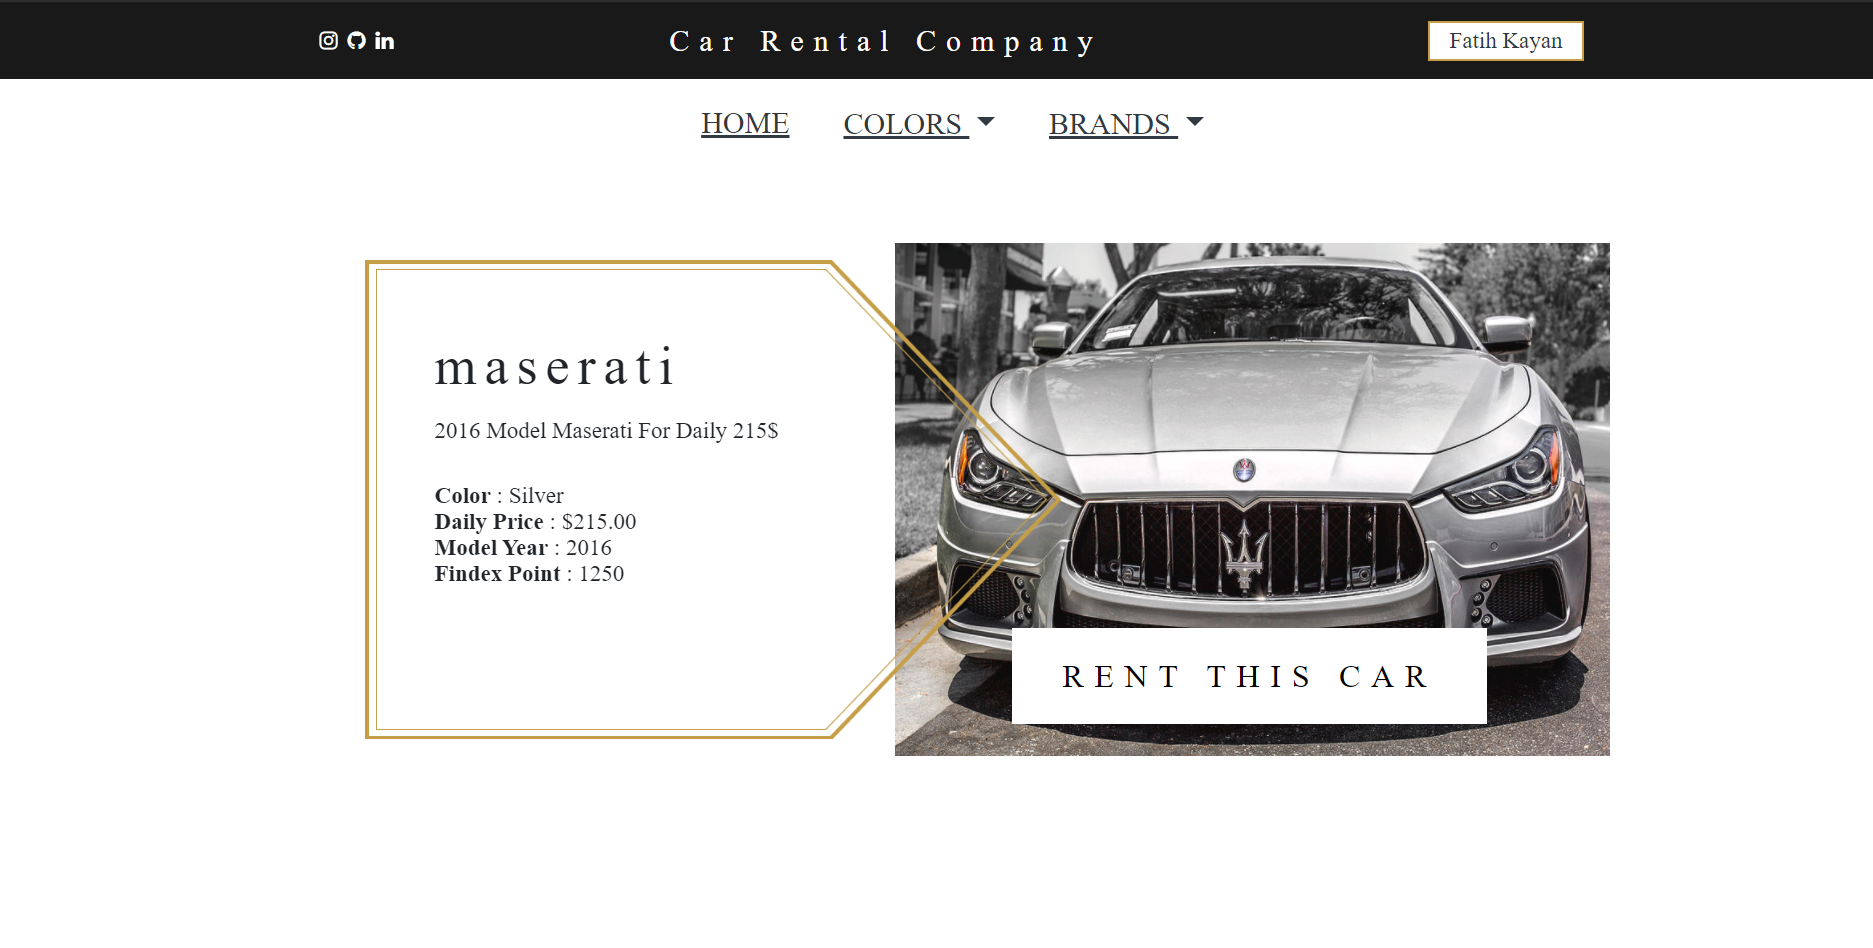 Car Rental Company
Fatih Kayan
HOME
COLORS
BRANDS
maserati
2016 Model Maserati For Daily 215$
Color : Silver
Daily Price : $215.00
Model Year : 2016
Findex Point : 1250
RENT THIS CAR